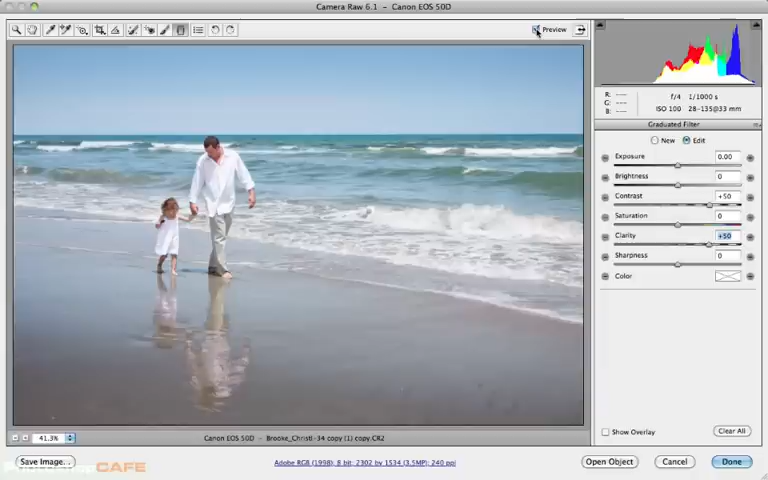 Camera Raw 6.1 - Canon EOS 50D
Preview
R: ---
G: ---
B: ---
f/4 1/1000 s
ISO 100 28-135@33 mm
Graduated Filter
New Edit
Exposure 0.00
Brightness 0
Contrast +50
Saturation 0
Clarity +50
Sharpness 0
Color
Show Overlay Clear All
41.3% Canon EOS 50D - Brooke_Christi-34 copy (1) copy.CR2
Save Image... Adobe RGB (1998); 8 bit; 2302 by 1534 (3.5MP); 240 ppi Open Object Cancel Done
CAFE